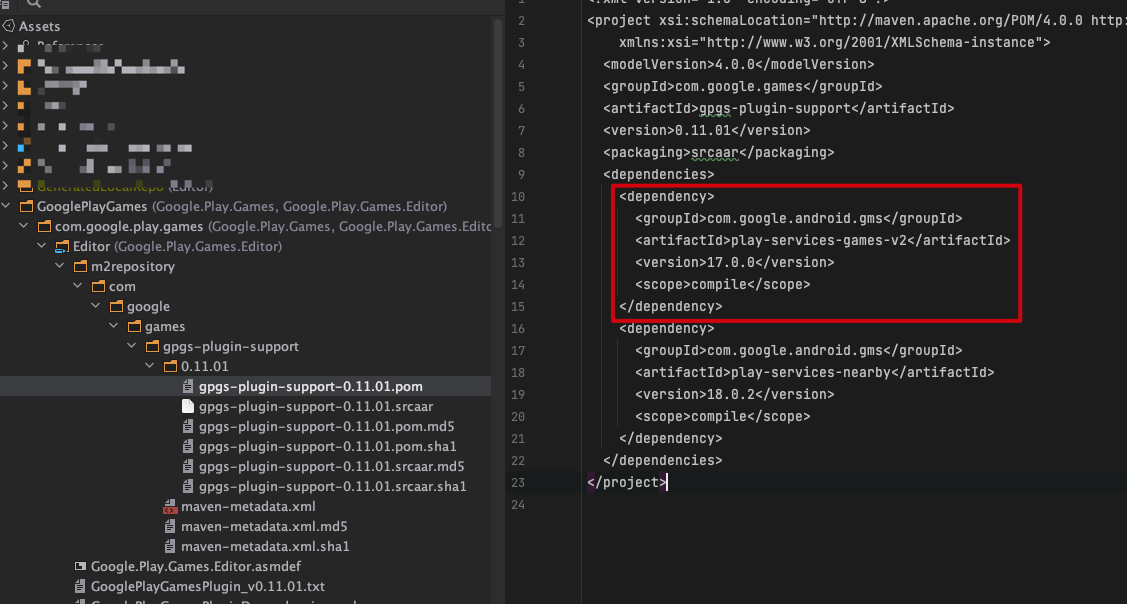 Assets
GeneratedLocalRepo (Editor)
GooglePlayGames (Google.Play.Games, Google.Play.Games.Editor)
com.google.play.games (Google.Play.Games, Google.Play.Games.Edito
Editor (Google.Play.Games.Editor)
m2repository
com
google
games
gpgs-plugin-support
0.11.01
gpgs-plugin-support-0.11.01.pom
gpgs-plugin-support-0.11.01.srcaar
gpgs-plugin-support-0.11.01.pom.md5
gpgs-plugin-support-0.11.01.pom.sha1
gpgs-plugin-support-0.11.01.srcaar.md5
gpgs-plugin-support-0.11.01.srcaar.sha1
maven-metadata.xml
maven-metadata.xml.md5
maven-metadata.xml.sha1
Google.Play.Games.Editor.asmdef
GooglePlayGamesPlugin_v0.11.01.txt
1
2 <project xsi:schemaLocation="http://maven.apache.org/POM/4.0.0 http:
3 xmlns:xsi="http://www.w3.org/2001/XMLSchema-instance">
4 <modelVersion>4.0.0</modelVersion>
5 <groupId>com.google.games</groupId>
6 <artifactId>gpgs-plugin-support</artifactId>
7 <version>0.11.01</version>
8 <packaging>srcaar</packaging>
9 <dependencies>
10 <dependency>
11 <groupId>com.google.android.gms</groupId>
12 <artifactId>play-services-games-v2</artifactId>
13 <version>17.0.0</version>
14 <scope>compile</scope>
15 </dependency>
16 <dependency>
17 <groupId>com.google.android.gms</groupId>
18 <artifactId>play-services-nearby</artifactId>
19 <version>18.0.2</version>
20 <scope>compile</scope>
21 </dependency>
22 </dependencies>
23 </project>
24